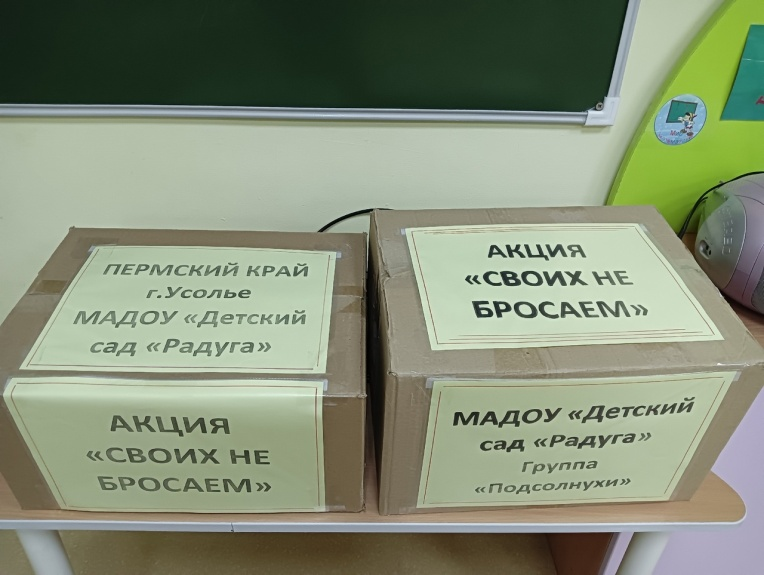 ПЕРМСКИЙ КРАЙ
г.Усолье
МАДОУ «Детский
сад «Радуга»
АКЦИЯ
«СВОИХ НЕ
БРОСАЕМ»
АКЦИЯ
«СВОИХ НЕ
БРОСАЕМ»
МАДОУ «Детский
сад «Радуга»
Группа
«Подсолнухи»